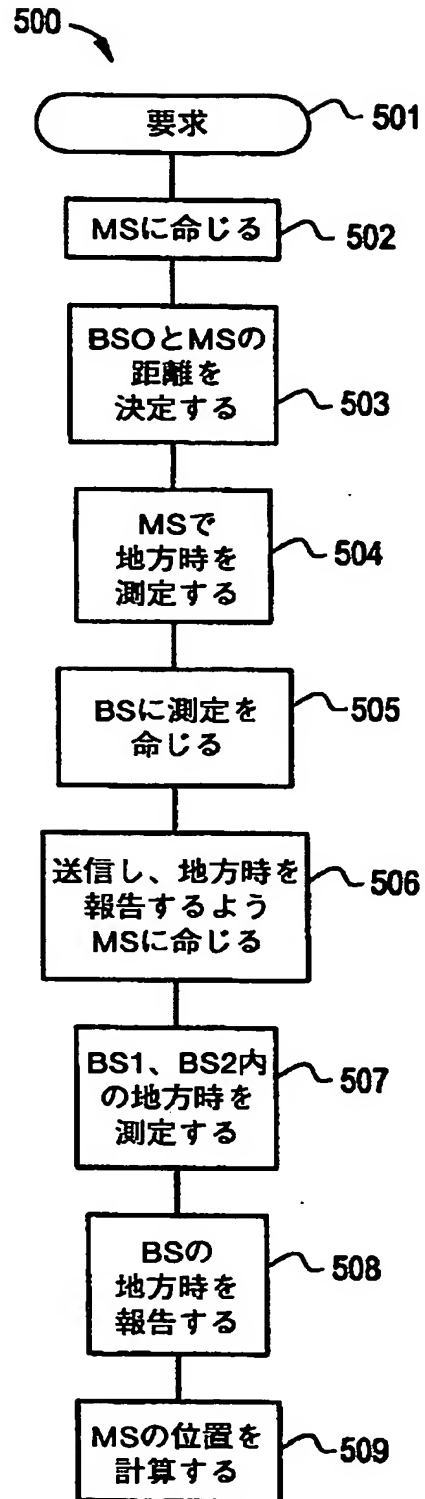 500
要求
501
MSに命じる
502
BSOとMSの
距離を
決定する
503
MSで
地方時を
測定する
504
BSに測定を
命じる
505
送信し、地方時を
報告するよう
MSに命じる
506
BS1、BS2内
の地方時を
測定する
507
BSの
地方時を
報告する
508
MSの位置を
計算する
509